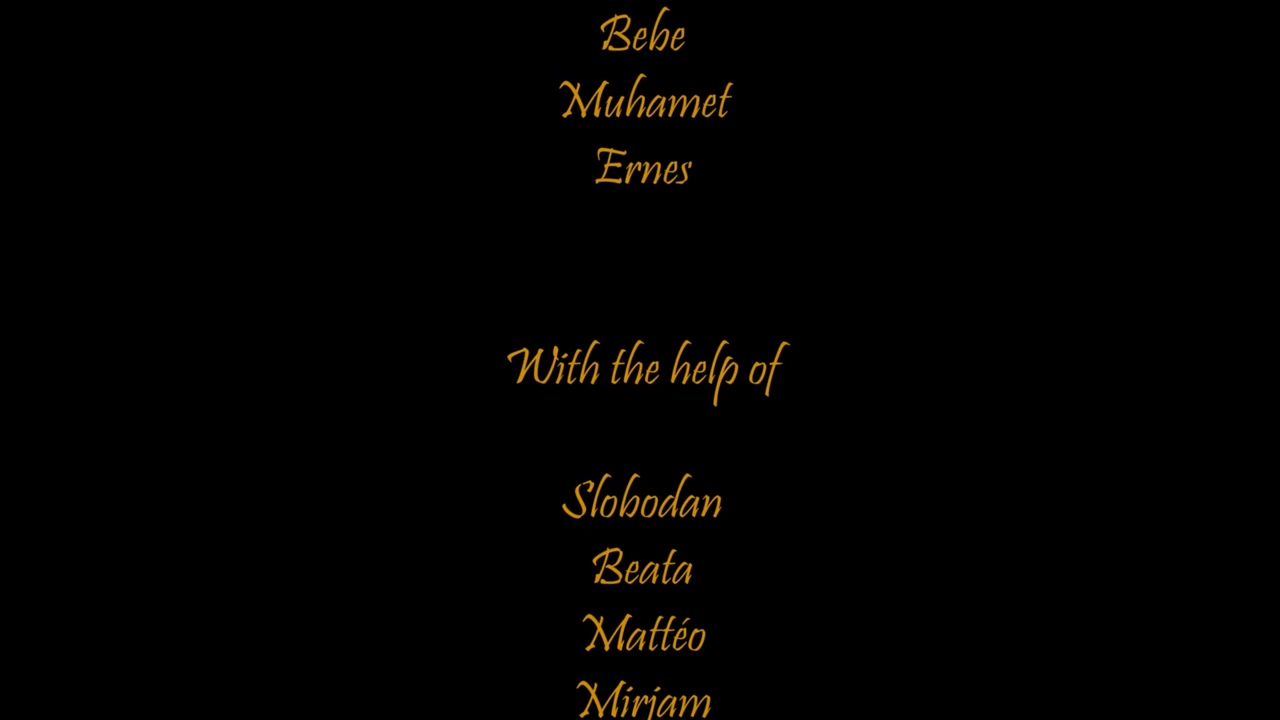 Bebe
Muhamet
Ernes
With the help of
Slobodan
Beata
Mattéo
Mirjam